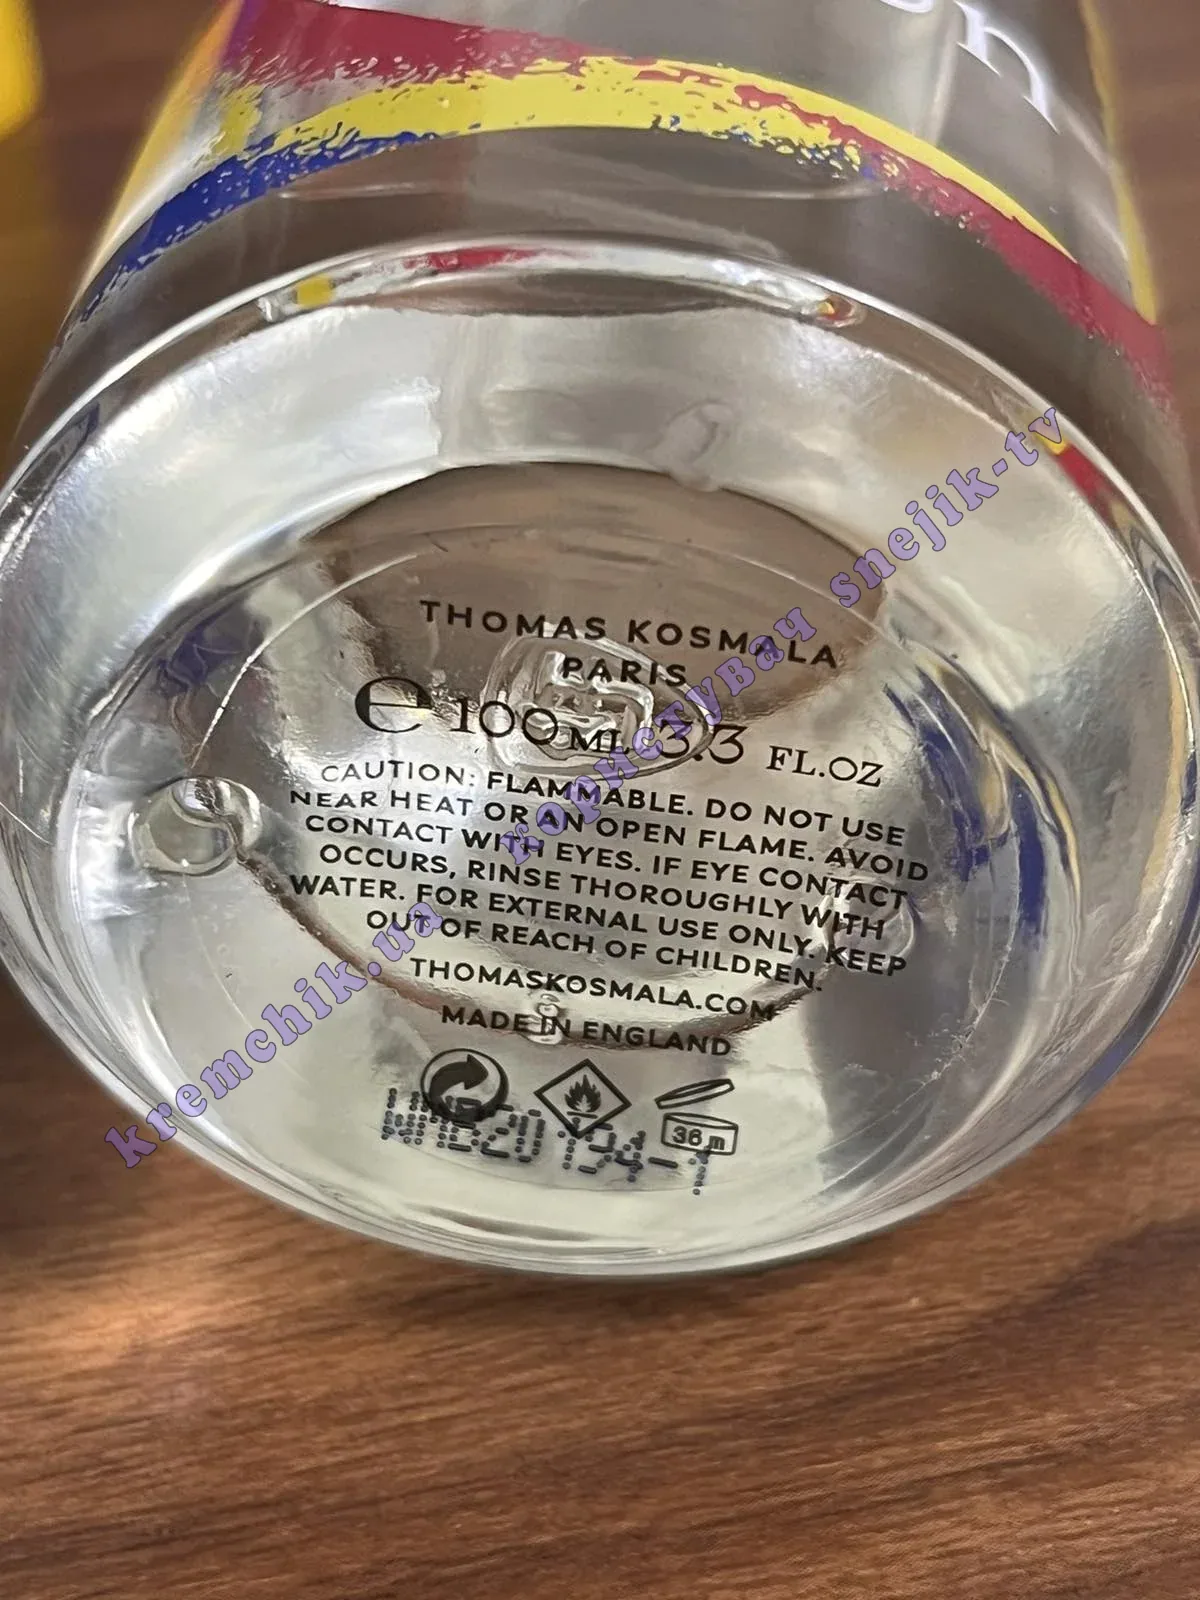 THOMAS KOSMALA
PARIS
℮ 100 ML 3.3 FL.OZ
CAUTION: FLAMMABLE. DO NOT USE
NEAR HEAT OR AN OPEN FLAME. AVOID
CONTACT WITH EYES. IF EYE CONTACT
OCCURS, RINSE THOROUGHLY WITH
WATER. FOR EXTERNAL USE ONLY. KEEP
OUT OF REACH OF CHILDREN.
THOMASKOSMALA.COM
MADE IN ENGLAND
36 m
kremchik.ua користувач snejik-tv